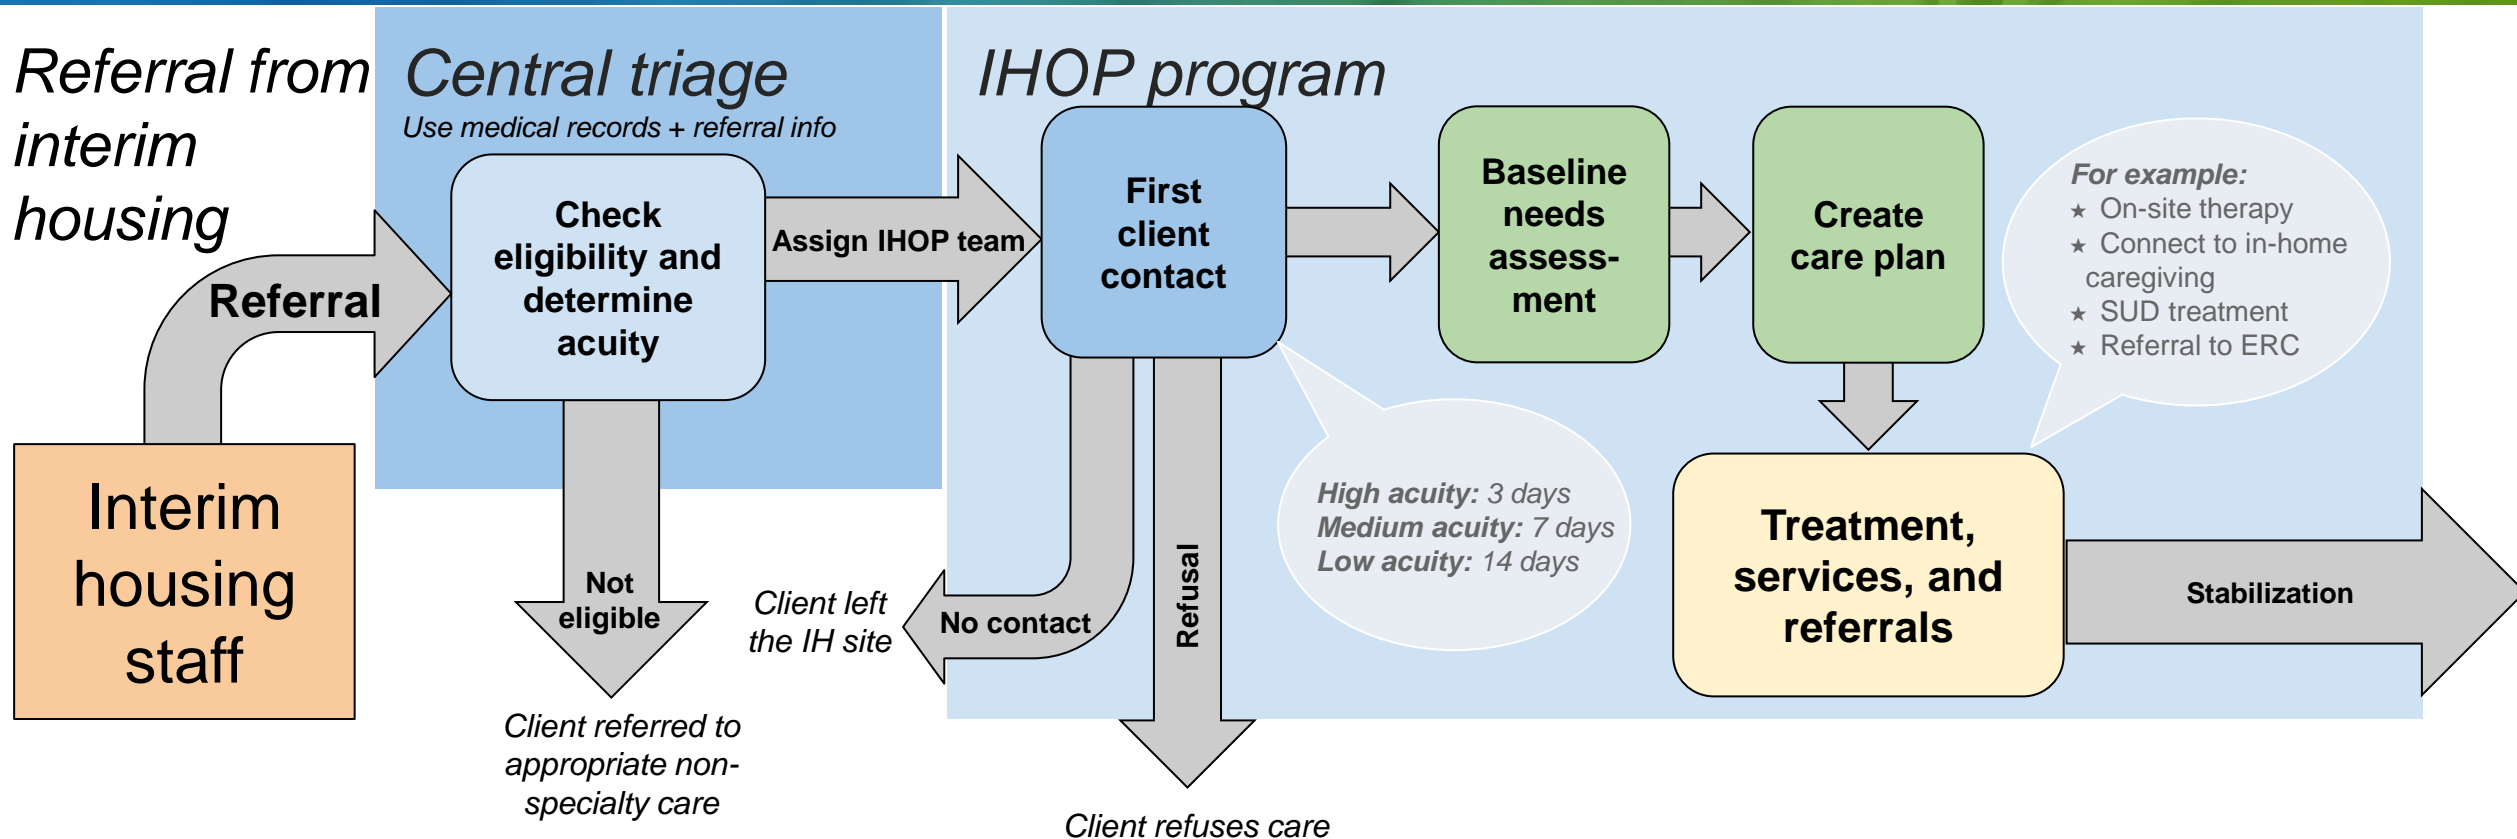 Referral from
interim
housing
Central triage
Use medical records + referral info
IHOP program
Interim
housing
staff
Referral
Check
eligibility and
determine
acuity
Not
eligible
Client referred to
appropriate non-
specialty care
Assign IHOP team
First
client
contact
No contact
Client left
the IH site
Refusal
Client refuses care
High acuity: 3 days
Medium acuity: 7 days
Low acuity: 14 days
Baseline
needs
assess-
ment
Create
care plan
For example:
★ On-site therapy
★ Connect to in-home
caregiving
★ SUD treatment
★ Referral to ERC
Treatment,
services, and
referrals
Stabilization